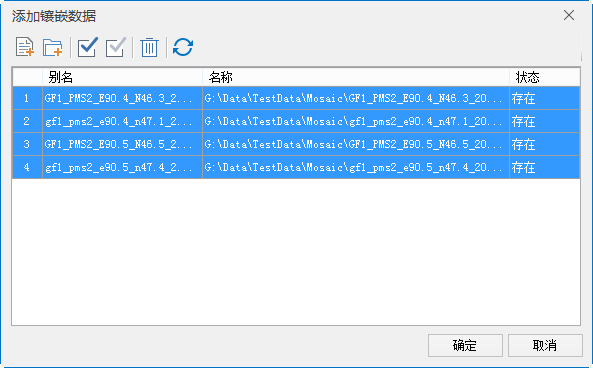 添加镶嵌数据
别名 名称 状态
1 GF1_PMS2_E90.4_N46.3_2... G:\Data\TestData\Mosaic\GF1_PMS2_E90.4_N46.3_20... 存在
2 gf1_pms2_e90.4_n47.1_2... G:\Data\TestData\Mosaic\gf1_pms2_e90.4_n47.1_20... 存在
3 GF1_PMS2_E90.5_N46.5_2... G:\Data\TestData\Mosaic\GF1_PMS2_E90.5_N46.5_20... 存在
4 gf1_pms2_e90.5_n47.4_2... G:\Data\TestData\Mosaic\gf1_pms2_e90.5_n47.4_20... 存在
确定 取消